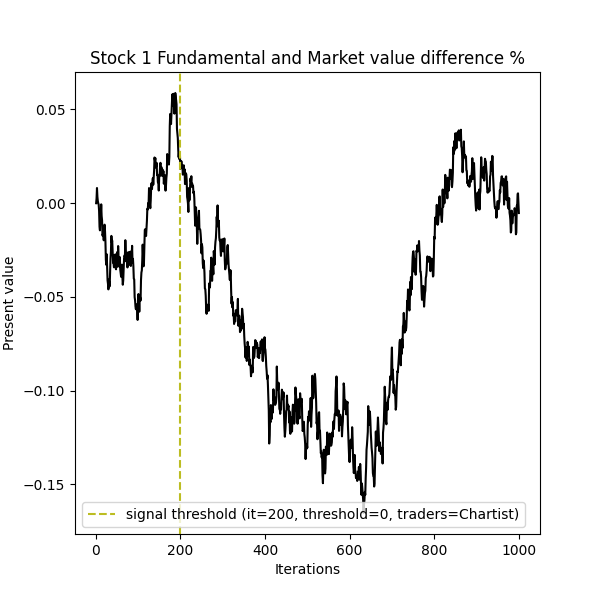 Stock 1 Fundamental and Market value difference %
0.05
0.00
−0.05
−0.10
−0.15
Present value
signal threshold (it=200, threshold=0, traders=Chartist)
0 200 400 600 800 1000
Iterations